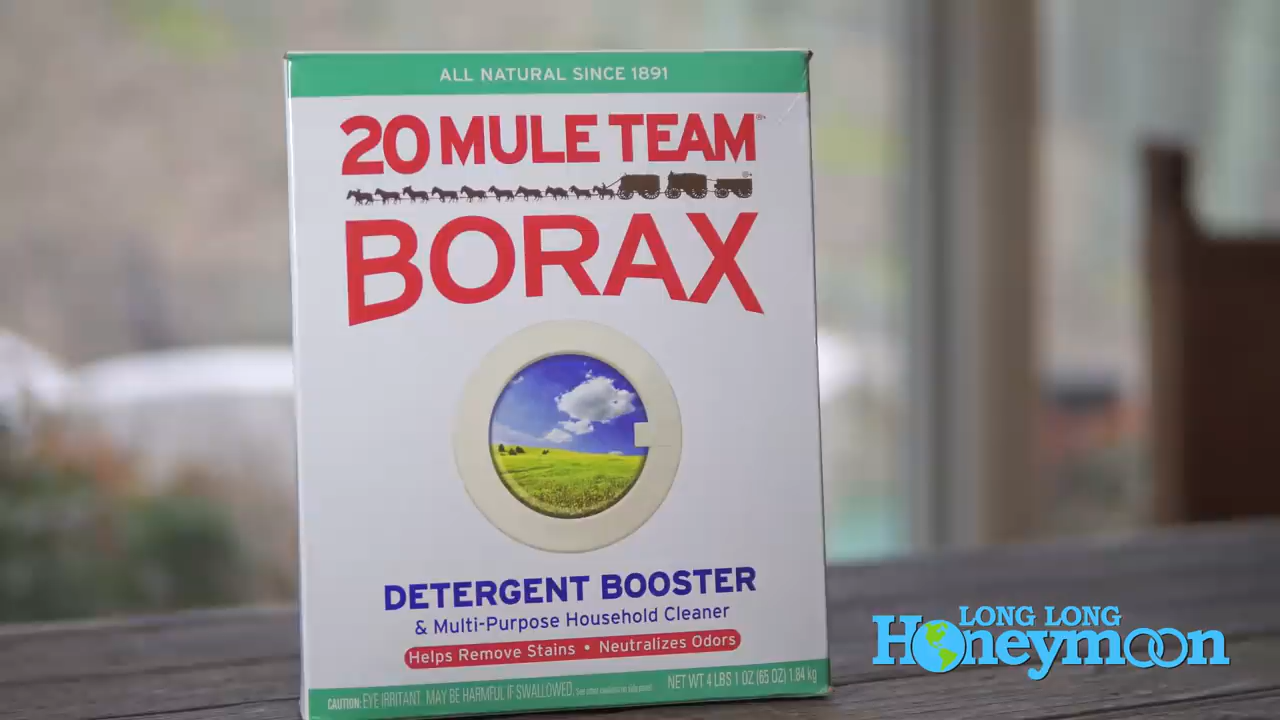 ALL NATURAL SINCE 1891
20 MULE TEAM®
BORAX
DETERGENT BOOSTER
& Multi-Purpose Household Cleaner
Helps Remove Stains • Neutralizes Odors
CAUTION: EYE IRRITANT. MAY BE HARMFUL IF SWALLOWED.
NET WT 4 LBS 1 OZ (65 OZ) 1.84 kg
LONG LONG
Honeymoon